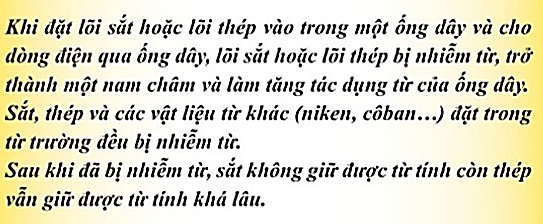 Khi đặt lõi sắt hoặc lõi thép vào trong một ống dây và cho
dòng điện qua ống dây, lõi sắt hoặc lõi thép bị nhiễm từ, trở
thành một nam châm và làm tăng tác dụng từ của ống dây.
Sắt, thép và các vật liệu từ khác (niken, côban…) đặt trong
từ trường đều bị nhiễm từ.
Sau khi đã bị nhiễm từ, sắt không giữ được từ tính còn thép
vẫn giữ được từ tính khá lâu.